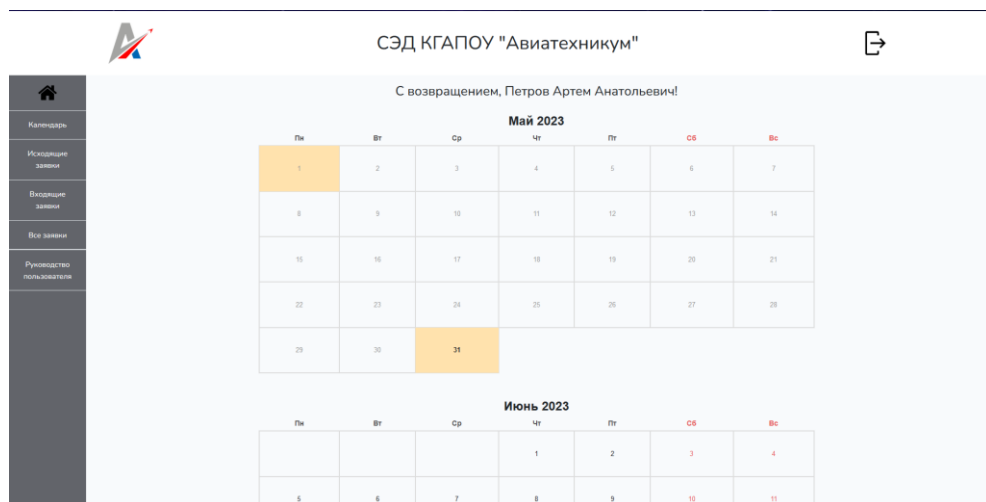 СЭД КГАПОУ "Авиатехникум"
С возвращением, Петров Артем Анатольевич!
Календарь
Исходящие
заявки
Входящие
заявки
Все заявки
Руководство
пользователя
Май 2023
Пн Вт Ср Чт Пт Сб Вс
1 2 3 4 5 6 7
8 9 10 11 12 13 14
15 16 17 18 19 20 21
22 23 24 25 26 27 28
29 30 31
Июнь 2023
Пн Вт Ср Чт Пт Сб Вс
1 2 3 4
5 6 7 8 9 10 11